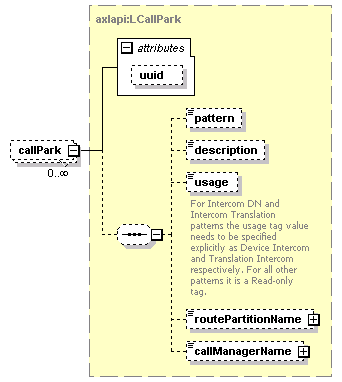 axlapi:LCallPark
attributes
uuid
callPark
0..∞
pattern
description
usage
For Intercom DN and
Intercom Translation
patterns the usage tag value
needs to be specified
explicitly as Device Intercom
and Translation Intercom
respectively. For all other
patterns it is a Read-only
tag.
routePartitionName
callManagerName